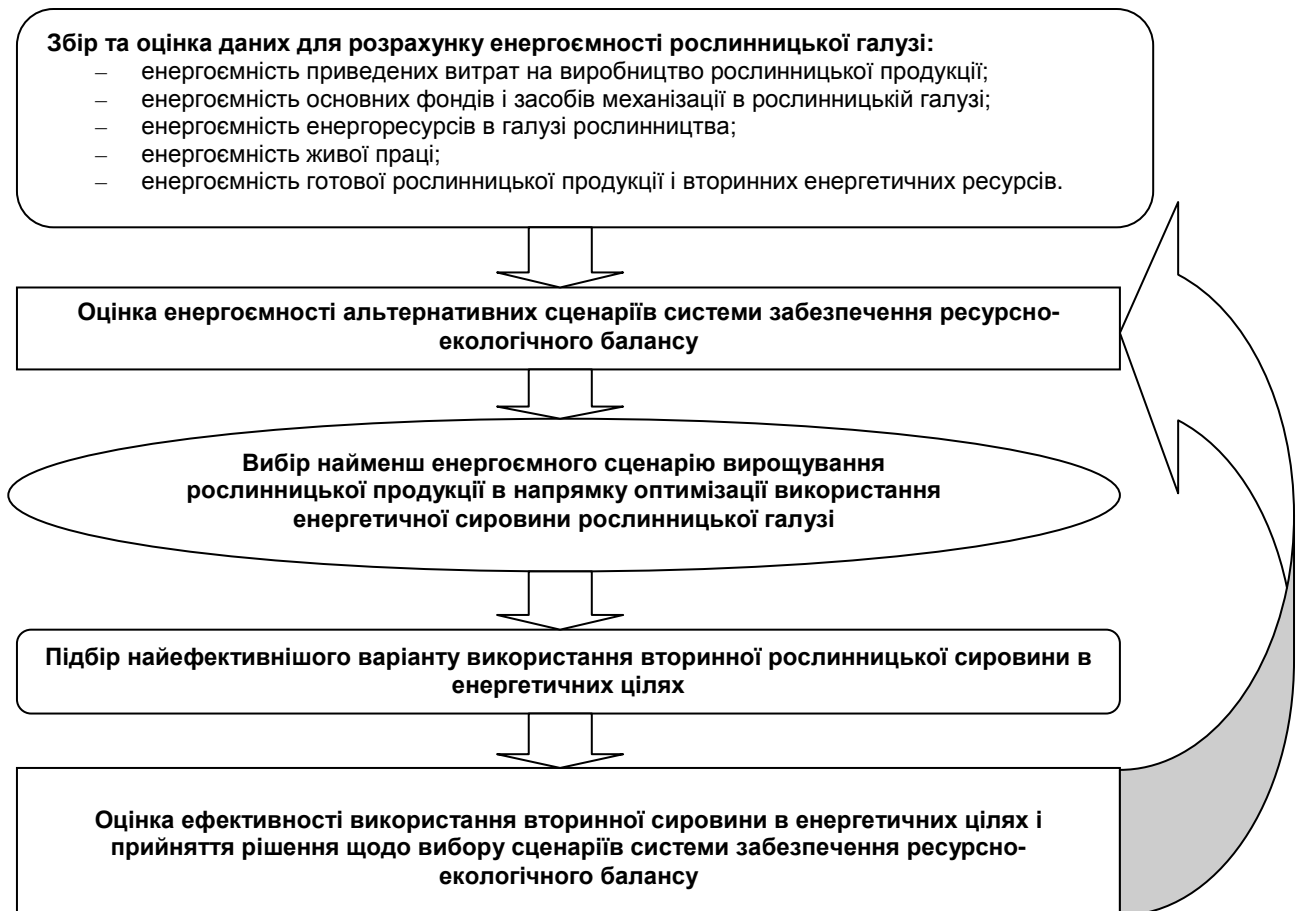 Збір та оцінка даних для розрахунку енергоємності рослинницької галузі:
– енергоємність приведених витрат на виробництво рослинницької продукції;
– енергоємність основних фондів і засобів механізації в рослинницькій галузі;
– енергоємність енергоресурсів в галузі рослинництва;
– енергоємність живої праці;
– енергоємність готової рослинницької продукції і вторинних енергетичних ресурсів.
Оцінка енергоємності альтернативних сценаріїв системи забезпечення ресурсно-
екологічного балансу
Вибір найменш енергоємного сценарію вирощування
рослинницької продукції в напрямку оптимізації використання
енергетичної сировини рослинницької галузі
Підбір найефективнішого варіанту використання вторинної рослинницької сировини в
енергетичних цілях
Оцінка ефективності використання вторинної сировини в енергетичних цілях і
прийняття рішення щодо вибору сценаріїв системи забезпечення ресурсно-
екологічного балансу